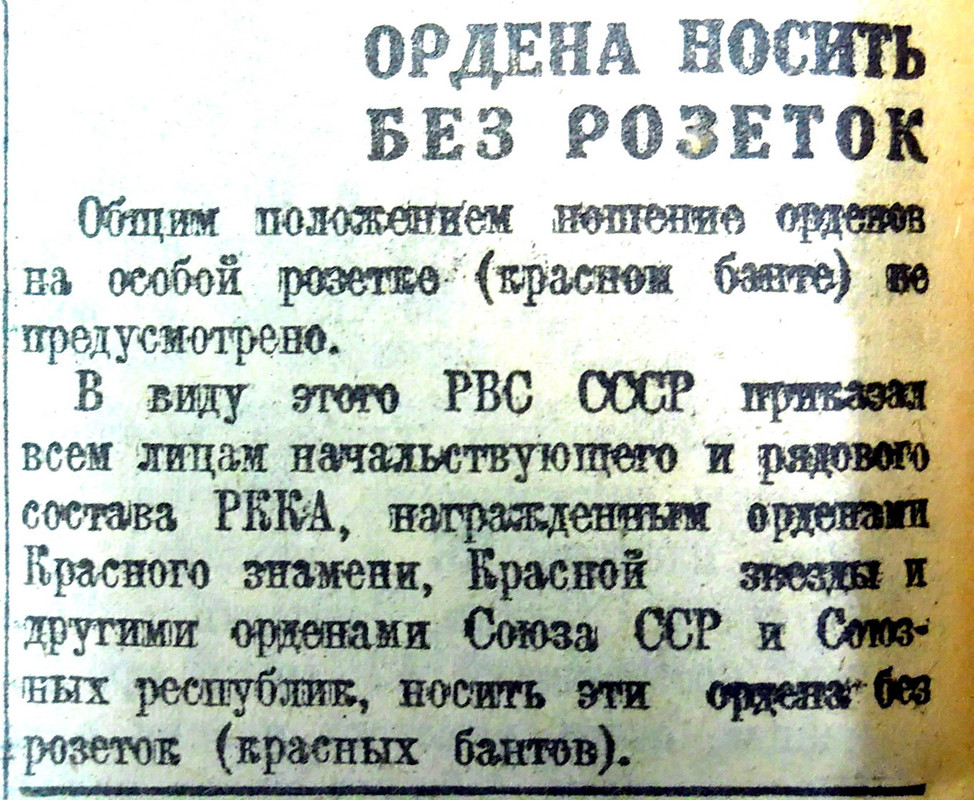 ОРДЕНА НОСИТЬ
БЕЗ РОЗЕТОК
Общим положением ношение орденов
на особой розетке (красном банте) не
предусмотрено.
В виду этого РВС СССР приказал
всем лицам начальствующего и рядового
состава РККА, награжденным орденами
Красного знамени, Красной звезды и
другими орденами Союза ССР и Союз-
ных республик, носить эти ордена без
розеток (красных бантов).